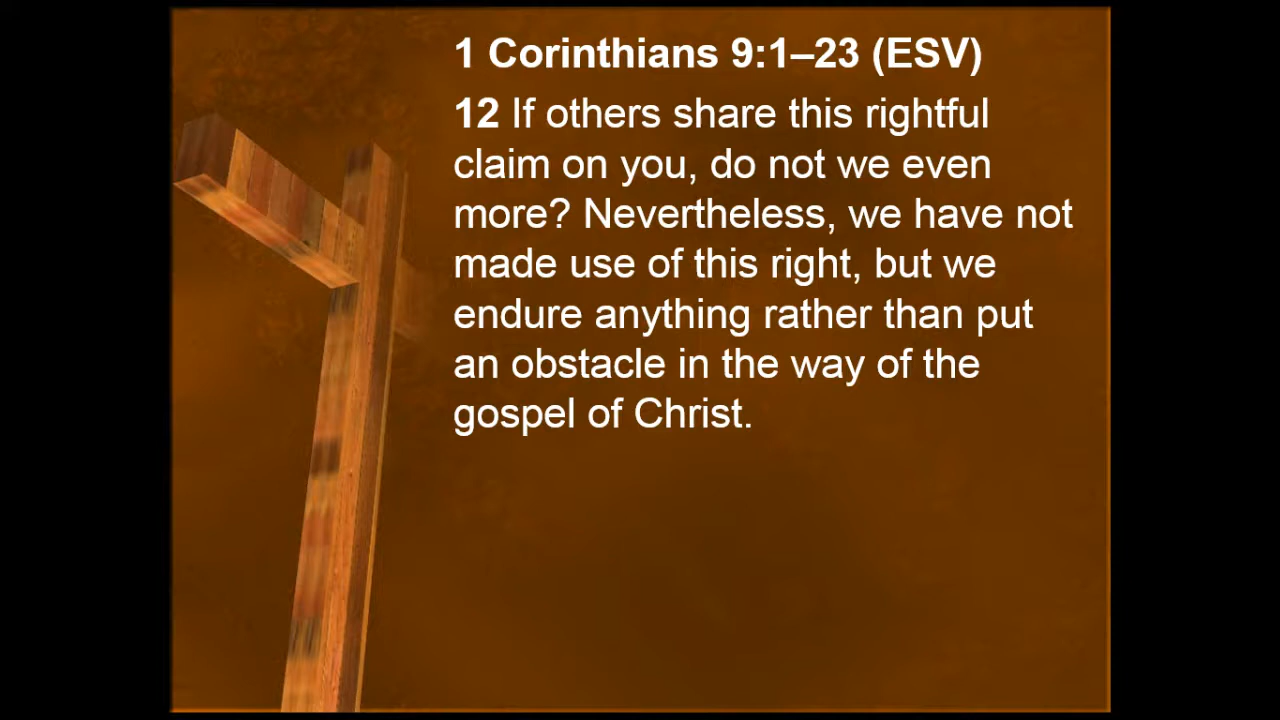 1 Corinthians 9:1–23 (ESV)
12 If others share this rightful
claim on you, do not we even
more? Nevertheless, we have not
made use of this right, but we
endure anything rather than put
an obstacle in the way of the
gospel of Christ.